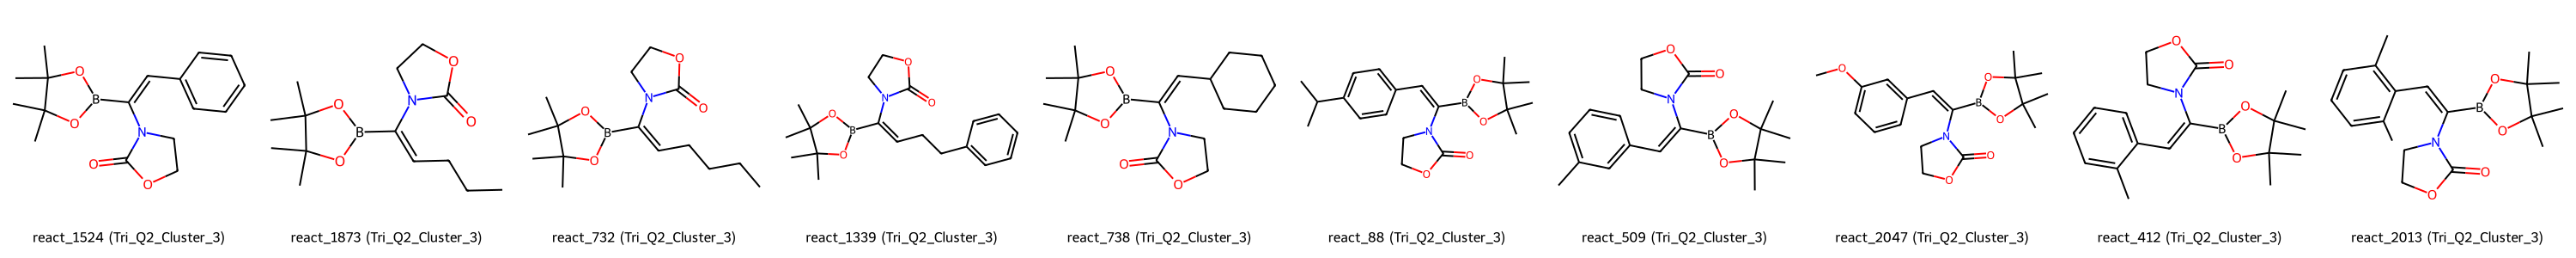 react_1524 (Tri_Q2_Cluster_3)
react_1873 (Tri_Q2_Cluster_3)
react_732 (Tri_Q2_Cluster_3)
react_1339 (Tri_Q2_Cluster_3)
react_738 (Tri_Q2_Cluster_3)
react_88 (Tri_Q2_Cluster_3)
react_509 (Tri_Q2_Cluster_3)
react_2047 (Tri_Q2_Cluster_3)
react_412 (Tri_Q2_Cluster_3)
react_2013 (Tri_Q2_Cluster_3)